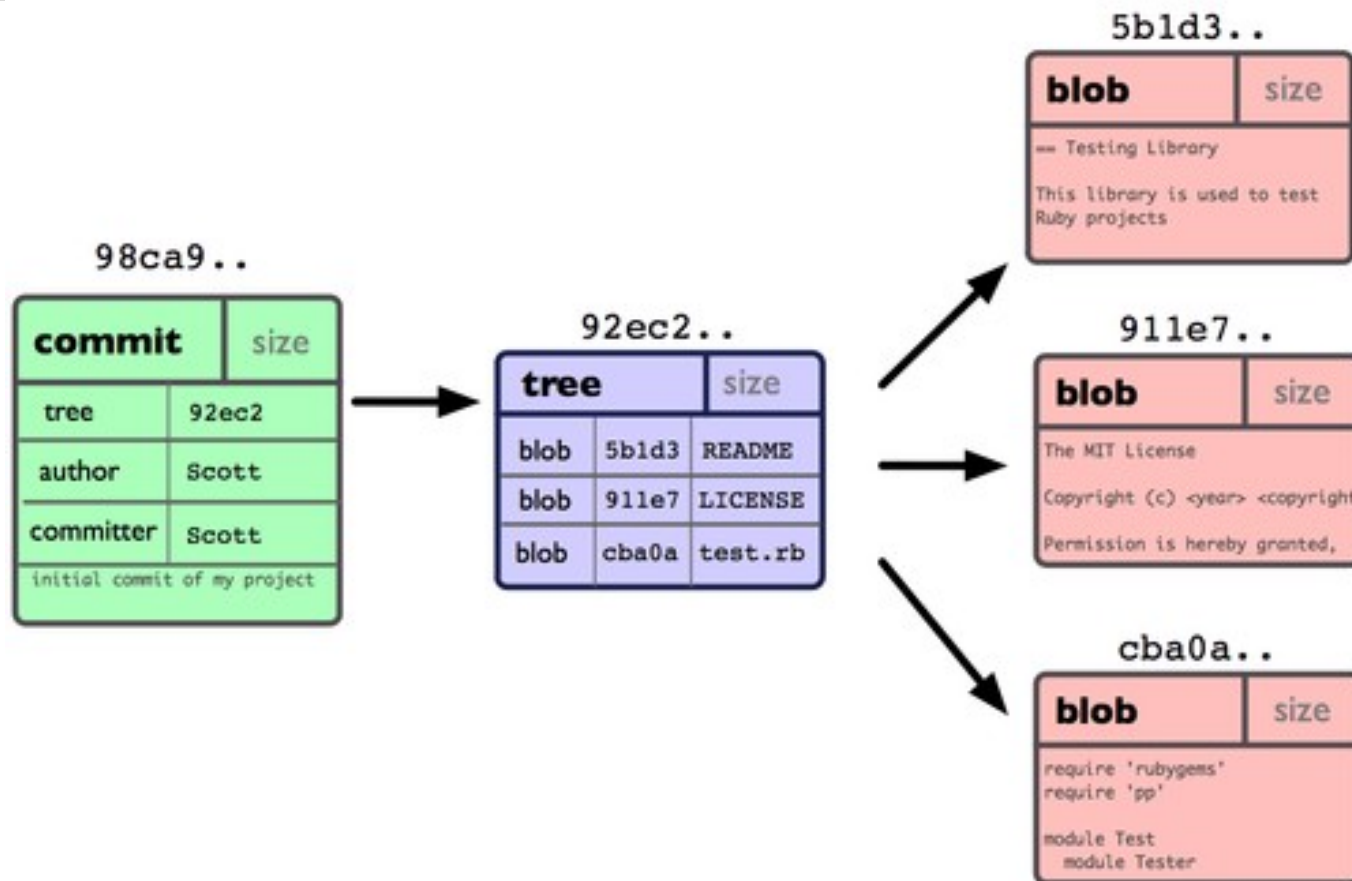 98ca9..
commit size
tree 92ec2
author Scott
committer Scott
initial commit of my project
92ec2..
tree size
blob 5b1d3 README
blob 911e7 LICENSE
blob cba0a test.rb
5b1d3..
blob size
== Testing Library
This library is used to test
Ruby projects
911e7..
blob size
The MIT License
Copyright (c) <year> <copyright
Permission is hereby granted,
cba0a..
blob size
require 'rubygems'
require 'pp'
module Test
module Tester